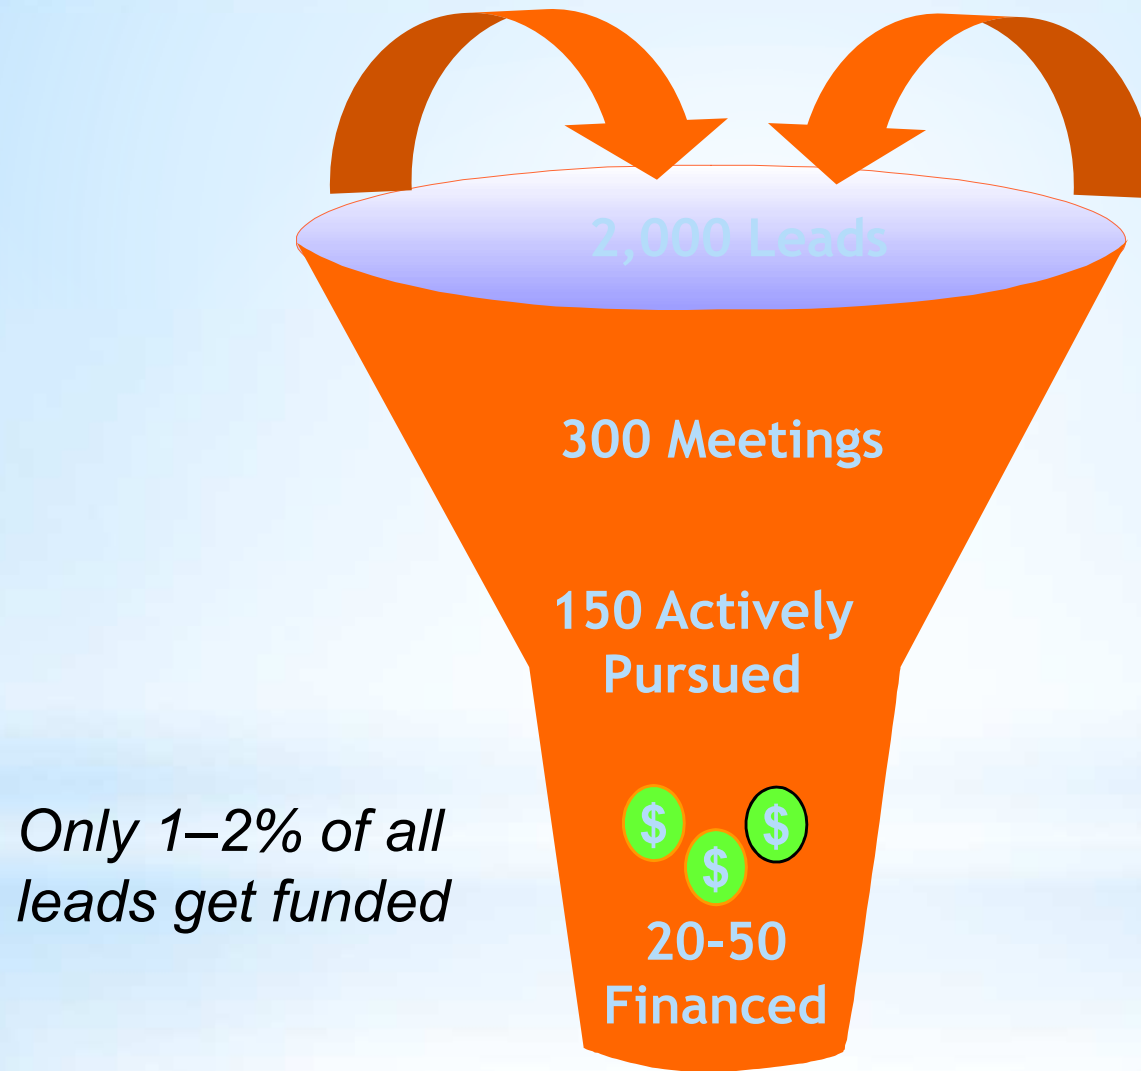 2,000 Leads
300 Meetings
150 Actively
Pursued
$ $
$
Only 1–2% of all
leads get funded
20-50
Financed